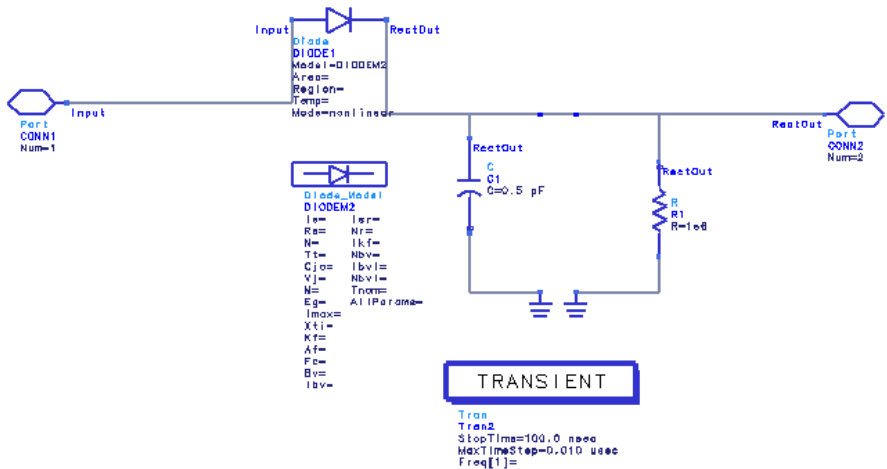 Input
RectOut
Diode
DIODE1
Model=DIODEM2
Area=
Region=
Temp=
Mode=nonlinear
Input
Port
CONN1
Num=1
RectOut
Port
CONN2
Num=2
RectOut
C
C1
C=0.5 pF
RectOut
R
R1
R=1e6
Diode_Model
DIODEM2
Is= Isr=
Rs= Nr=
N= Ikf=
Tt= Nbv=
Cjo= Ibvl=
Vj= Nbvl=
M= Tnom=
Eg= AllParams=
Imax=
Xti=
Kf=
Af=
Fc=
Bv=
Ibv=
TRANSIENT
Tran
Tran2
StopTime=100.0 nsec
MaxTimeStep=0.010 usec
Freq[1]=